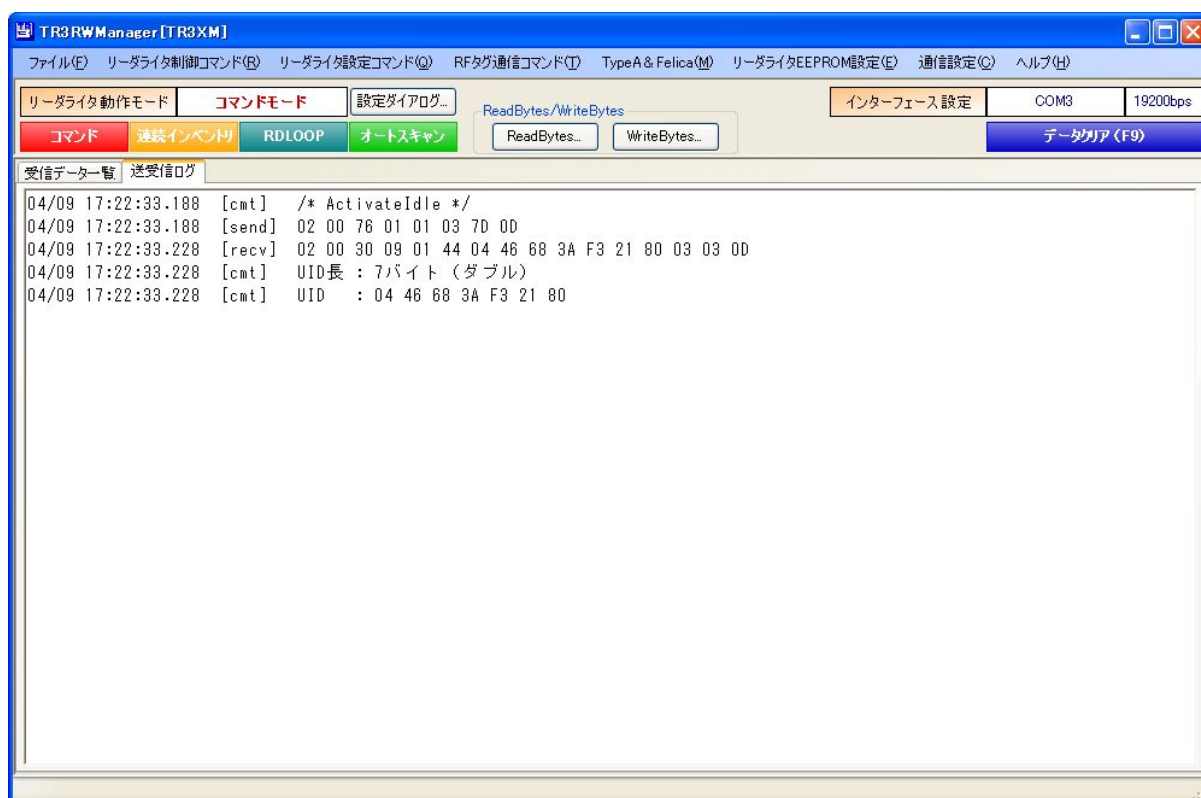 TR3RWManager[TR3XM]
ファイル(F) リーダライタ制御コマンド(R) リーダライタ設定コマンド(Q) RFタグ通信コマンド(T) TypeA&Felica(M) リーダライタEEPROM設定(E) 通信設定(C) ヘルプ(H)
リーダライタ動作モード コマンドモード 設定ダイアログ... ReadBytes/WriteBytes インターフェース設定 COM3 19200bps
コマンド 連続インベントリ RDLOOP オートスキャン ReadBytes... WriteBytes... データクリア(F9)
受信データ一覧 送受信ログ
04/09 17:22:33.188 [cmt] /* ActivateIdle */
04/09 17:22:33.188 [send] 02 00 76 01 01 03 7D 0D
04/09 17:22:33.228 [recv] 02 00 30 09 01 44 04 46 68 3A F3 21 80 03 03 0D
04/09 17:22:33.228 [cmt] UID長 : 7バイト (ダブル)
04/09 17:22:33.228 [cmt] UID : 04 46 68 3A F3 21 80